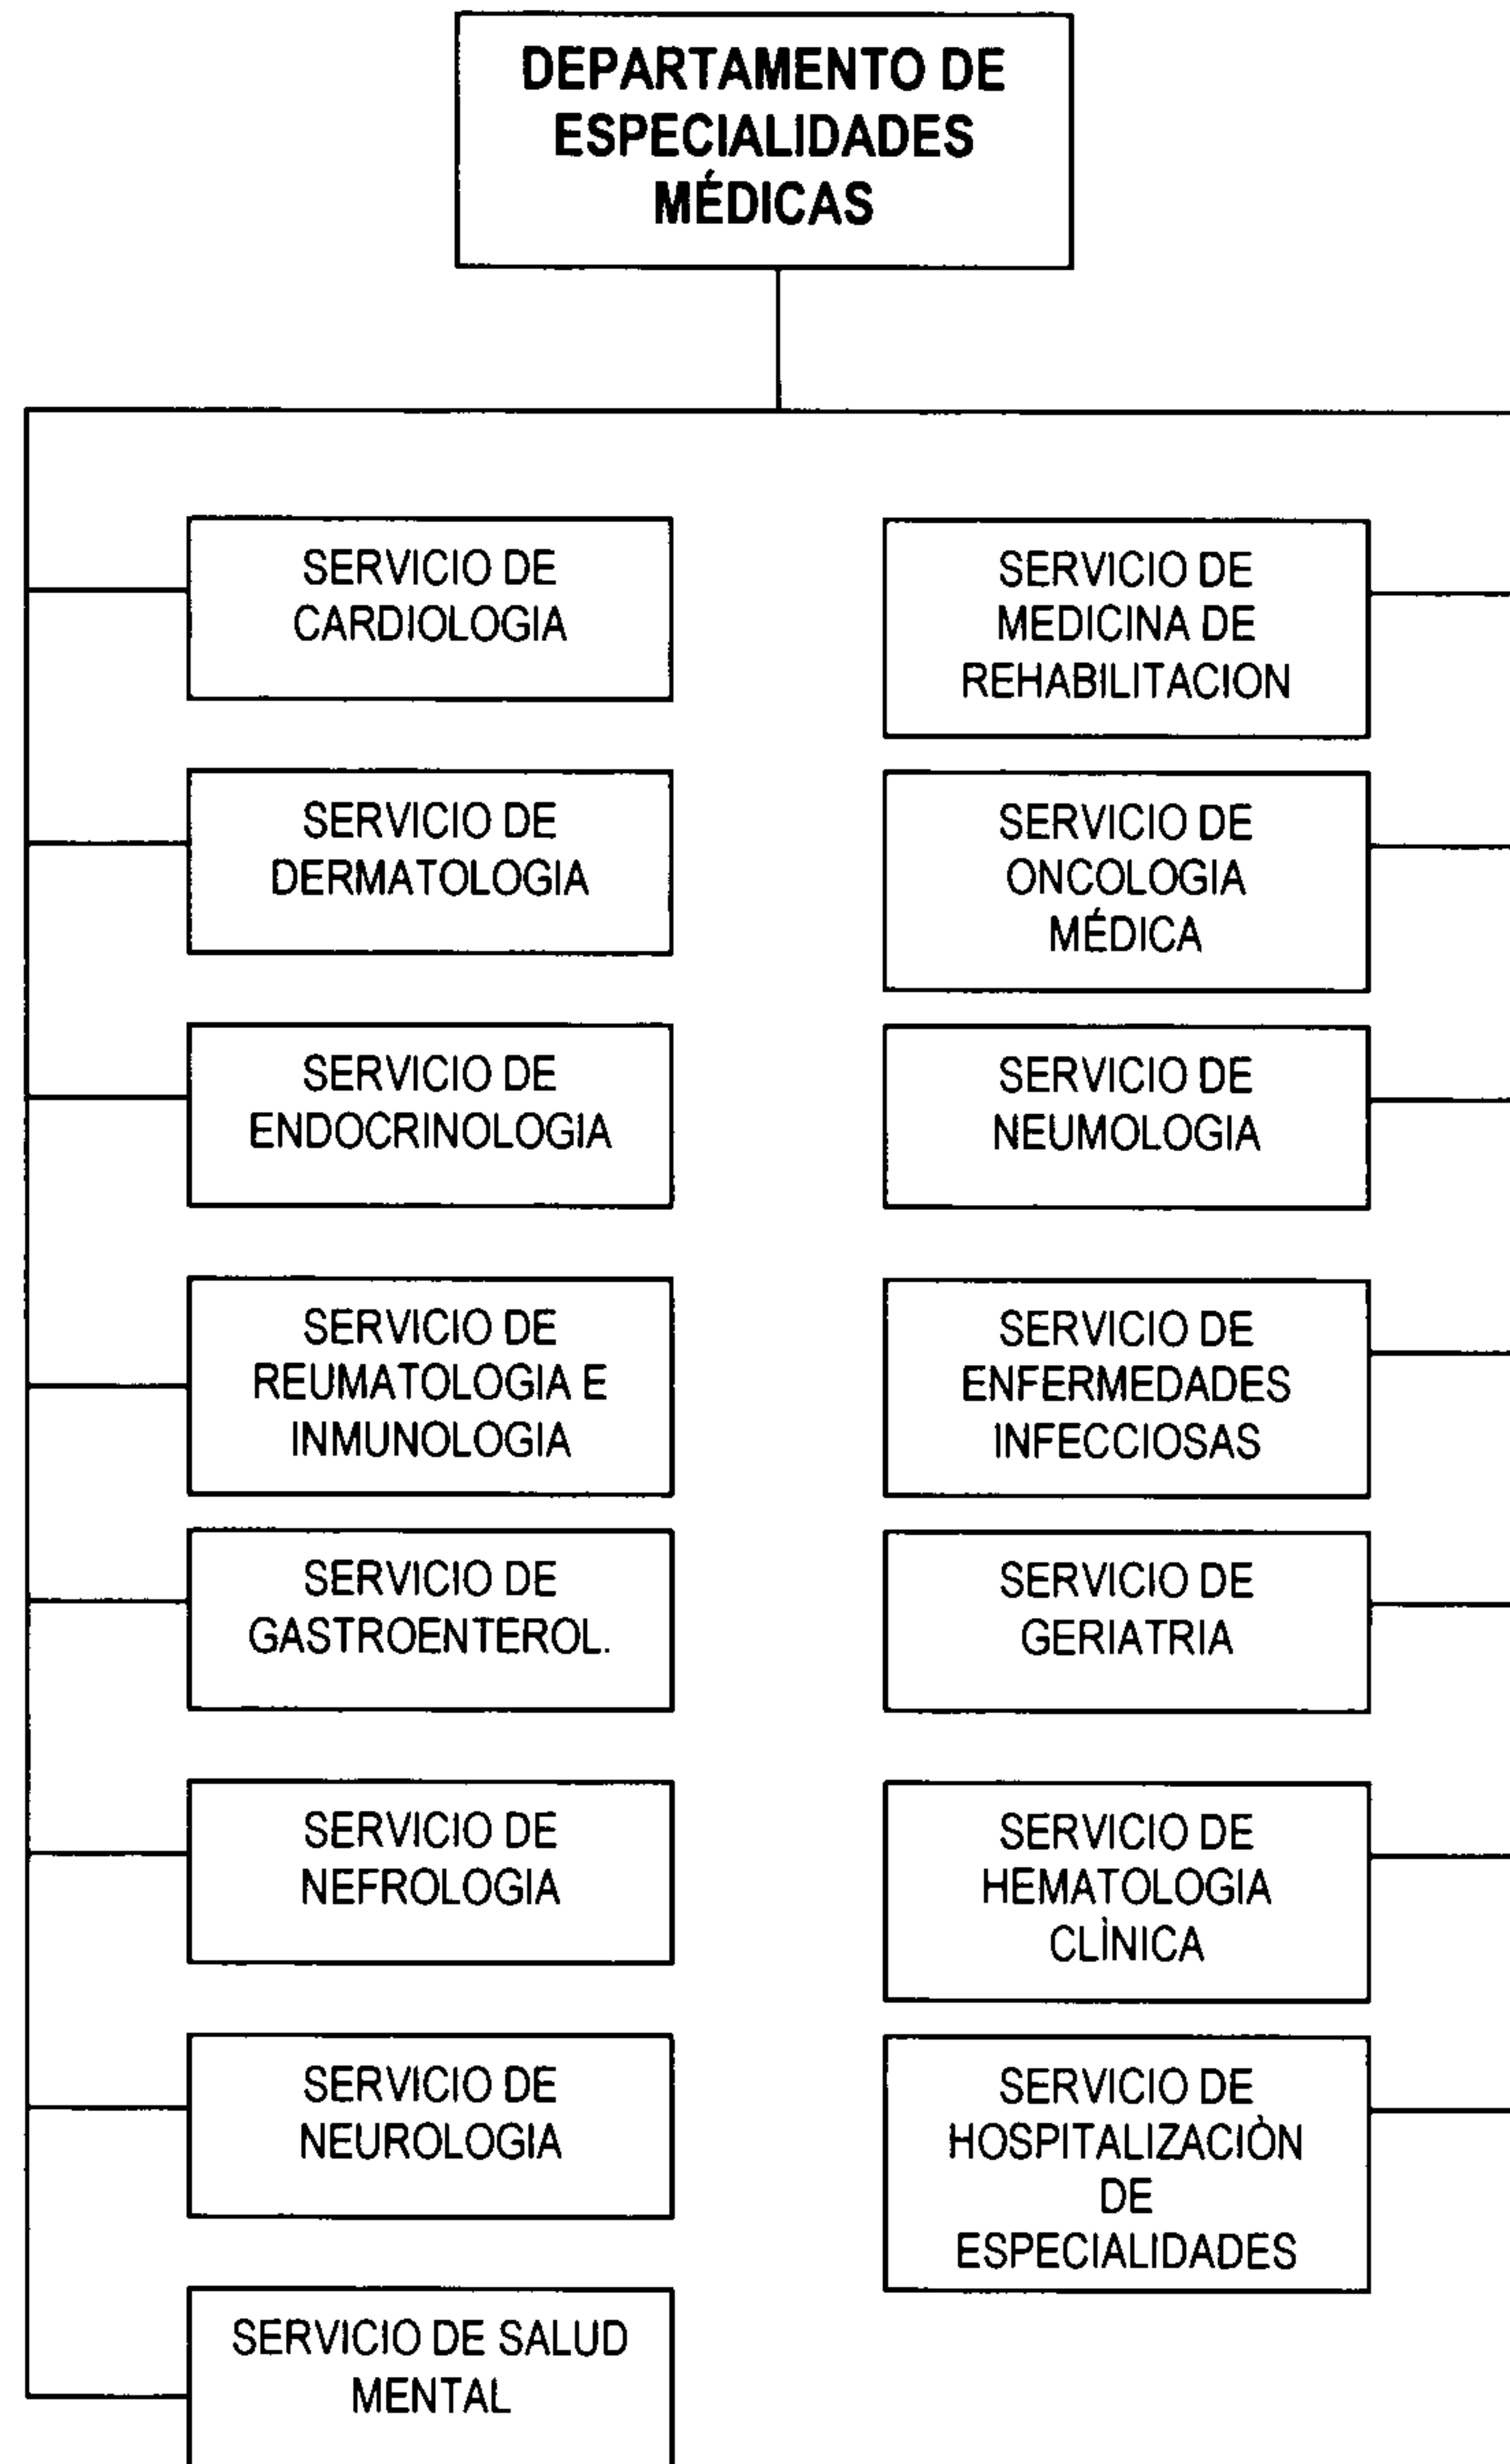 DEPARTAMENTO DE
ESPECIALIDADES
MÉDICAS
SERVICIO DE
CARDIOLOGIA
SERVICIO DE
DERMATOLOGIA
SERVICIO DE
ENDOCRINOLOGIA
SERVICIO DE
REUMATOLOGIA E
INMUNOLOGIA
SERVICIO DE
GASTROENTEROL.
SERVICIO DE
NEFROLOGIA
SERVICIO DE
NEUROLOGIA
SERVICIO DE SALUD
MENTAL
SERVICIO DE
MEDICINA DE
REHABILITACION
SERVICIO DE
ONCOLOGIA
MÉDICA
SERVICIO DE
NEUMOLOGIA
SERVICIO DE
ENFERMEDADES
INFECCIOSAS
SERVICIO DE
GERIATRIA
SERVICIO DE
HEMATOLOGIA
CLÌNICA
SERVICIO DE
HOSPITALIZACIÒN
DE
ESPECIALIDADES